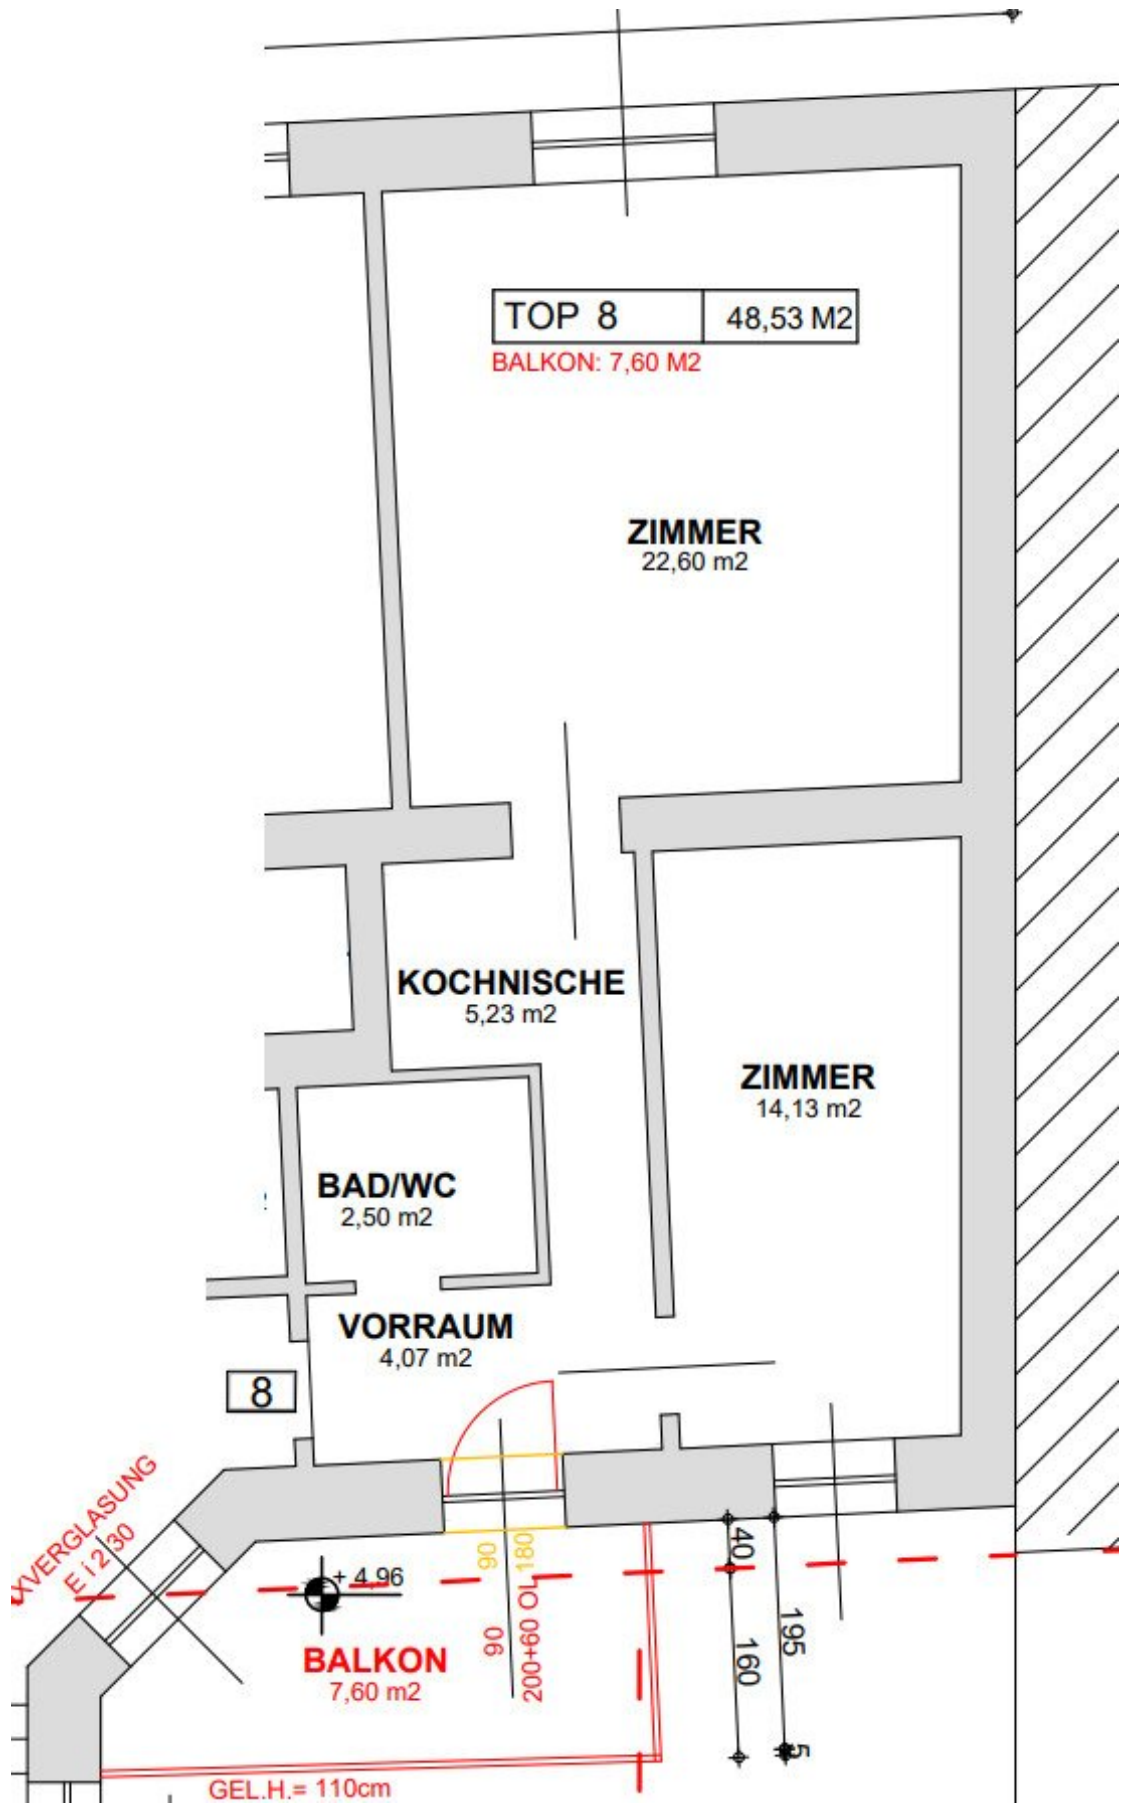 TOP 8 48,53 M2
BALKON: 7,60 M2
ZIMMER
22,60 m2
KOCHNISCHE
5,23 m2
ZIMMER
14,13 m2
BAD/WC
2,50 m2
VORRAUM
4,07 m2
8
XVERGLASUNG
E i 2 30
+ 4,96
90
180
90
200+60 OL
40
160
195
5
BALKON
7,60 m2
GEL.H.= 110cm